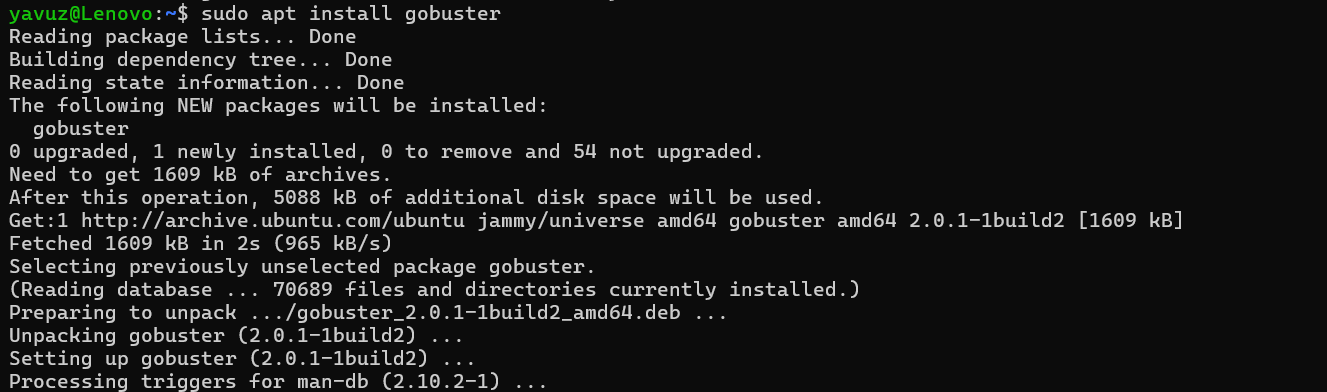 yavuz@Lenovo:~$ sudo apt install gobuster
Reading package lists... Done
Building dependency tree... Done
Reading state information... Done
The following NEW packages will be installed:
  gobuster
0 upgraded, 1 newly installed, 0 to remove and 54 not upgraded.
Need to get 1609 kB of archives.
After this operation, 5088 kB of additional disk space will be used.
Get:1 http://archive.ubuntu.com/ubuntu jammy/universe amd64 gobuster amd64 2.0.1-1build2 [1609 kB]
Fetched 1609 kB in 2s (965 kB/s)
Selecting previously unselected package gobuster.
(Reading database ... 70689 files and directories currently installed.)
Preparing to unpack .../gobuster_2.0.1-1build2_amd64.deb ...
Unpacking gobuster (2.0.1-1build2) ...
Setting up gobuster (2.0.1-1build2) ...
Processing triggers for man-db (2.10.2-1) ...